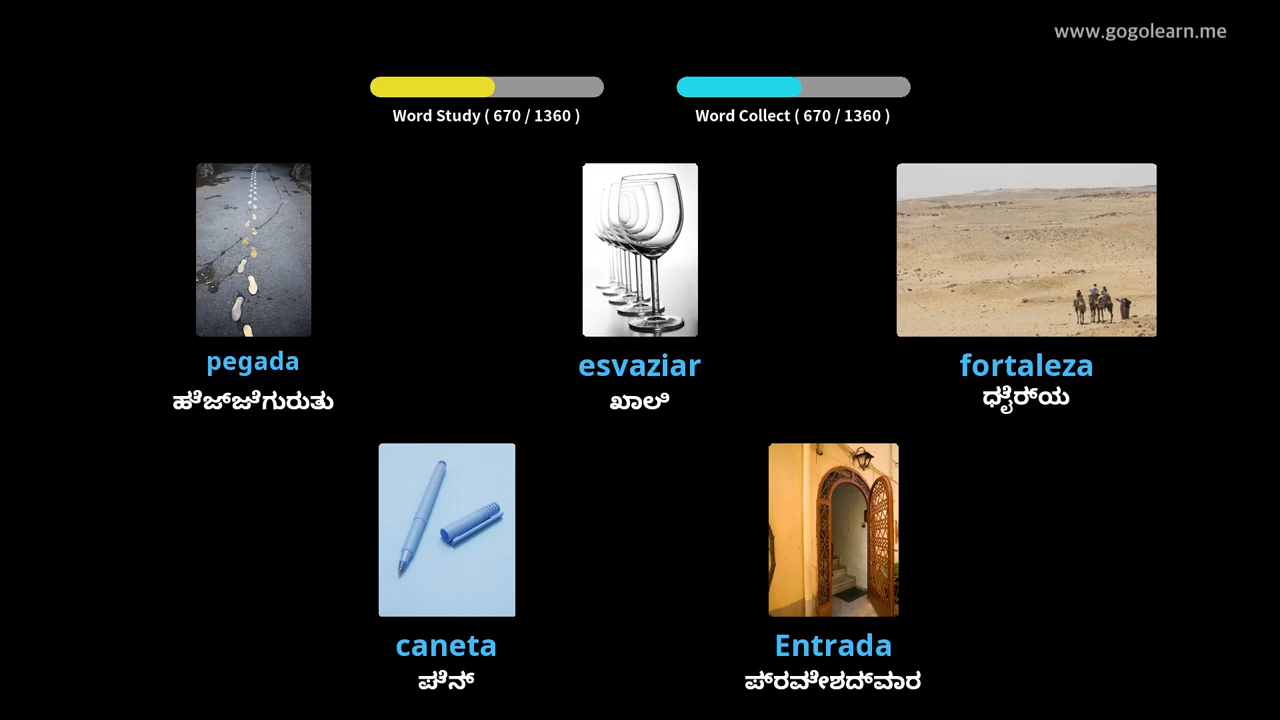 www.gogolearn.me
Word Study ( 670 / 1360 )
Word Collect ( 670 / 1360 )
pegada
ಹೆಜ್ಜೆಗುರುತು
esvaziar
ಖಾಲಿ
fortaleza
ಧೈರ್ಯ
caneta
ಪೆನ್
Entrada
ಪ್ರವೇಶದ್ವಾರ